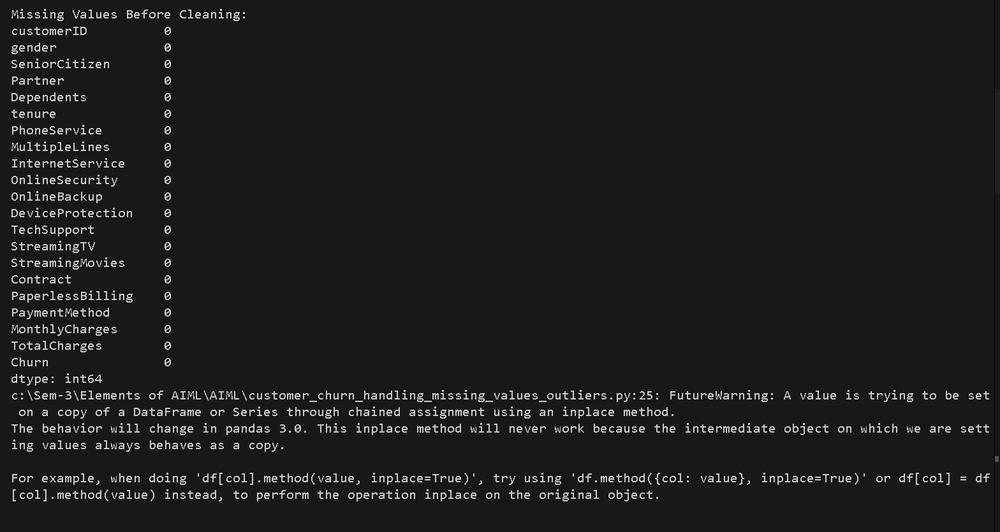 Missing Values Before Cleaning:
customerID          0
gender              0
SeniorCitizen       0
Partner             0
Dependents          0
tenure              0
PhoneService        0
MultipleLines       0
InternetService     0
OnlineSecurity      0
OnlineBackup        0
DeviceProtection    0
TechSupport         0
StreamingTV         0
StreamingMovies     0
Contract            0
PaperlessBilling    0
PaymentMethod       0
MonthlyCharges      0
TotalCharges        0
Churn               0
dtype: int64
c:\Sem-3\Elements of AIML\AIML\customer_churn_handling_missing_values_outliers.py:25: FutureWarning: A value is trying to be set
 on a copy of a DataFrame or Series through chained assignment using an inplace method.
The behavior will change in pandas 3.0. This inplace method will never work because the intermediate object on which we are sett
ing values always behaves as a copy.

For example, when doing 'df[col].method(value, inplace=True)', try using 'df.method({col: value}, inplace=True)' or df[col] = df
[col].method(value) instead, to perform the operation inplace on the original object.